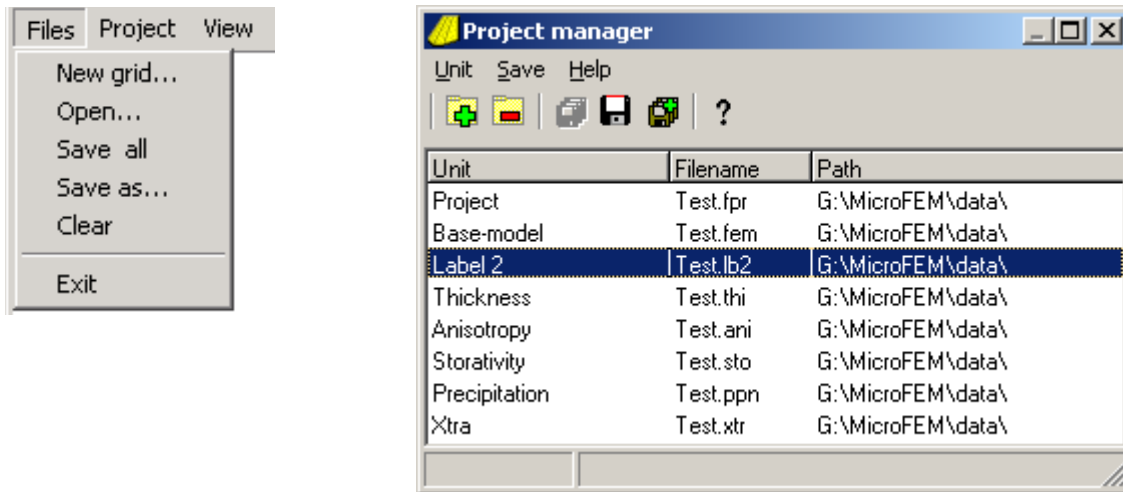 Files Project View
New grid...
Open...
Save all
Save as...
Clear
Exit
Project manager
Unit Save Help
?
Unit Filename Path
Project Test.fpr G:\MicroFEM\data\
Base-model Test.fem G:\MicroFEM\data\
Label 2 Test.lb2 G:\MicroFEM\data\
Thickness Test.thi G:\MicroFEM\data\
Anisotropy Test.ani G:\MicroFEM\data\
Storativity Test.sto G:\MicroFEM\data\
Precipitation Test.ppn G:\MicroFEM\data\
Xtra Test.xtr G:\MicroFEM\data\